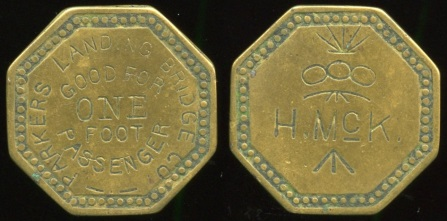 PARKERS LANDING BRIDGE CO
GOOD FOR
ONE
FOOT
PASSENGER
H.McK.